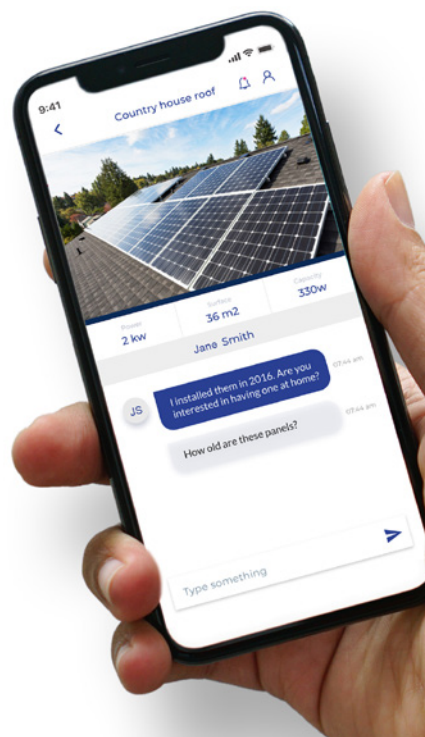 9:41
Country house roof
Power
2 kw
Surface
36 m2
Capacity
330w
Jane Smith
JS
I installed them in 2016. Are you
interested in having one at home?
07:44 am
How old are these panels?
07:44 pm
Type something